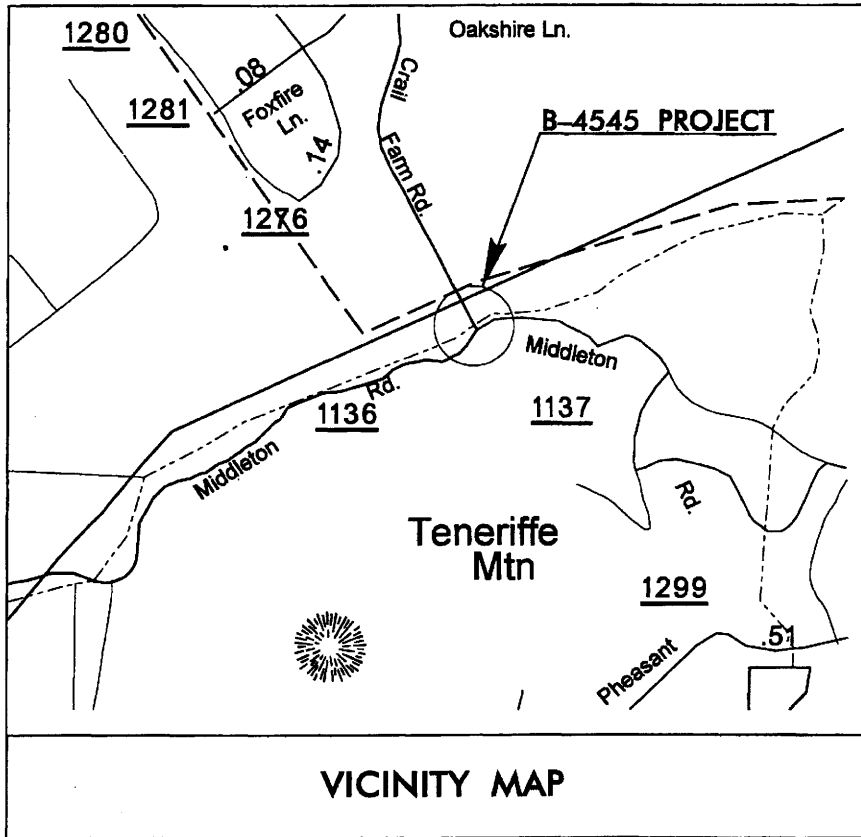 1280
Oakshire Ln.
.08
Crail
Foxfire
Ln.
1281
B-4545 PROJECT
.14
Farm Rd.
1276
Middleton
Rd.
1136
1137
Middleton
Rd.
Teneriffe
Mtn
1299
.51
Pheasant
VICINITY MAP